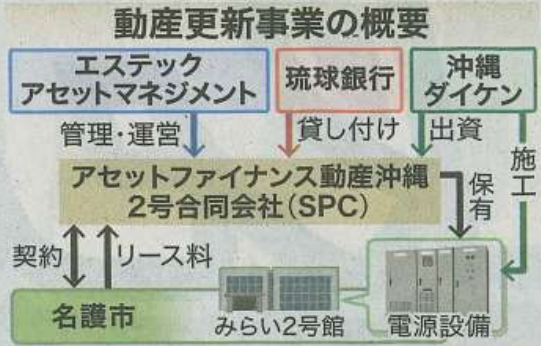 動産更新事業の概要
エステック
アセットマネジメント
琉球銀行
沖縄
ダイケン
管理・運営
貸し付け
出資
施工
アセットファイナンス動産沖縄
2号合同会社(SPC)
保有
契約
リース料
名護市
みらい2号館
電源設備